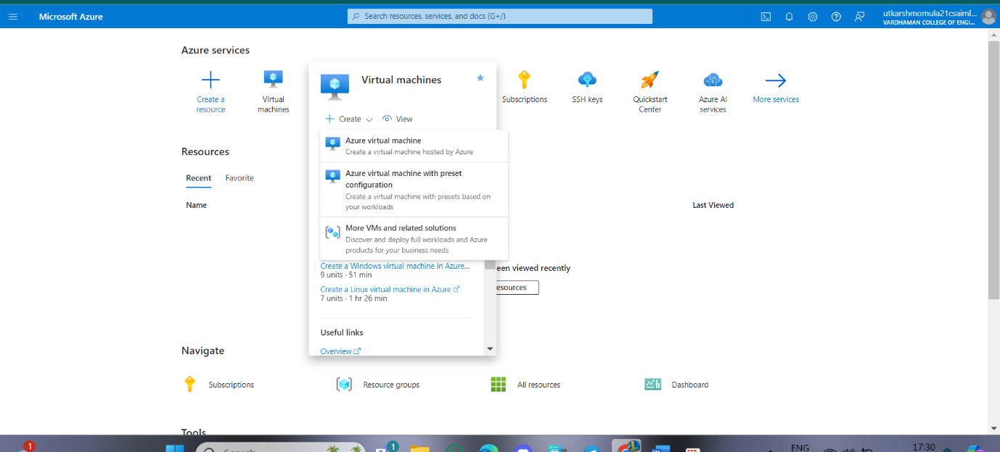 Microsoft Azure
Search resources, services, and docs (G+/)
utkarshmomula21csaiml...
VARDHAMAN COLLEGE OF ENGI...
Azure services
Create a
resource
Virtual
machines
Virtual machines
Create
View
Subscriptions
SSH keys
Quickstart
Center
Azure AI
services
More services
Azure virtual machine
Create a virtual machine hosted by Azure
Azure virtual machine with preset
configuration
Create a virtual machine with presets based on
your workloads
More VMs and related solutions
Discover and deploy full workloads and Azure
products for your business needs
Create a Windows virtual machine in Azure...
9 units · 51 min
Create a Linux virtual machine in Azure
7 units · 1 hr 26 min
Useful links
Overview
Resources
Recent
Favorite
Name
Last Viewed
een viewed recently
esources
Navigate
Subscriptions
Resource groups
All resources
Dashboard
Tools
1
Search
1
ENG
17:30